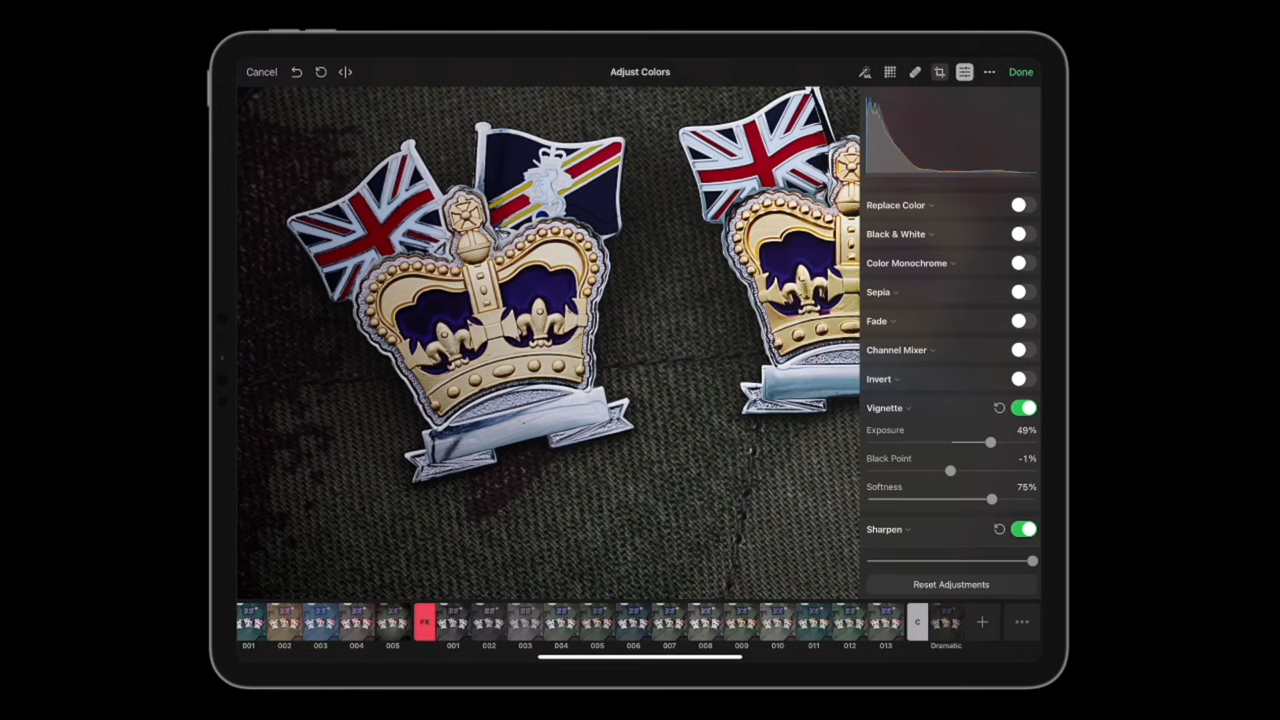 Cancel
Adjust Colors
ML
Done
Replace Color
Black & White
Color Monochrome
Sepia
Fade
Channel Mixer
Invert
Vignette
Exposure 49%
Black Point -1%
Softness 75%
Sharpen
Reset Adjustments
PX
C
001 002 003 004 005 001 002 003 004 005 006 007 008 009 010 011 012 013 Dramatic